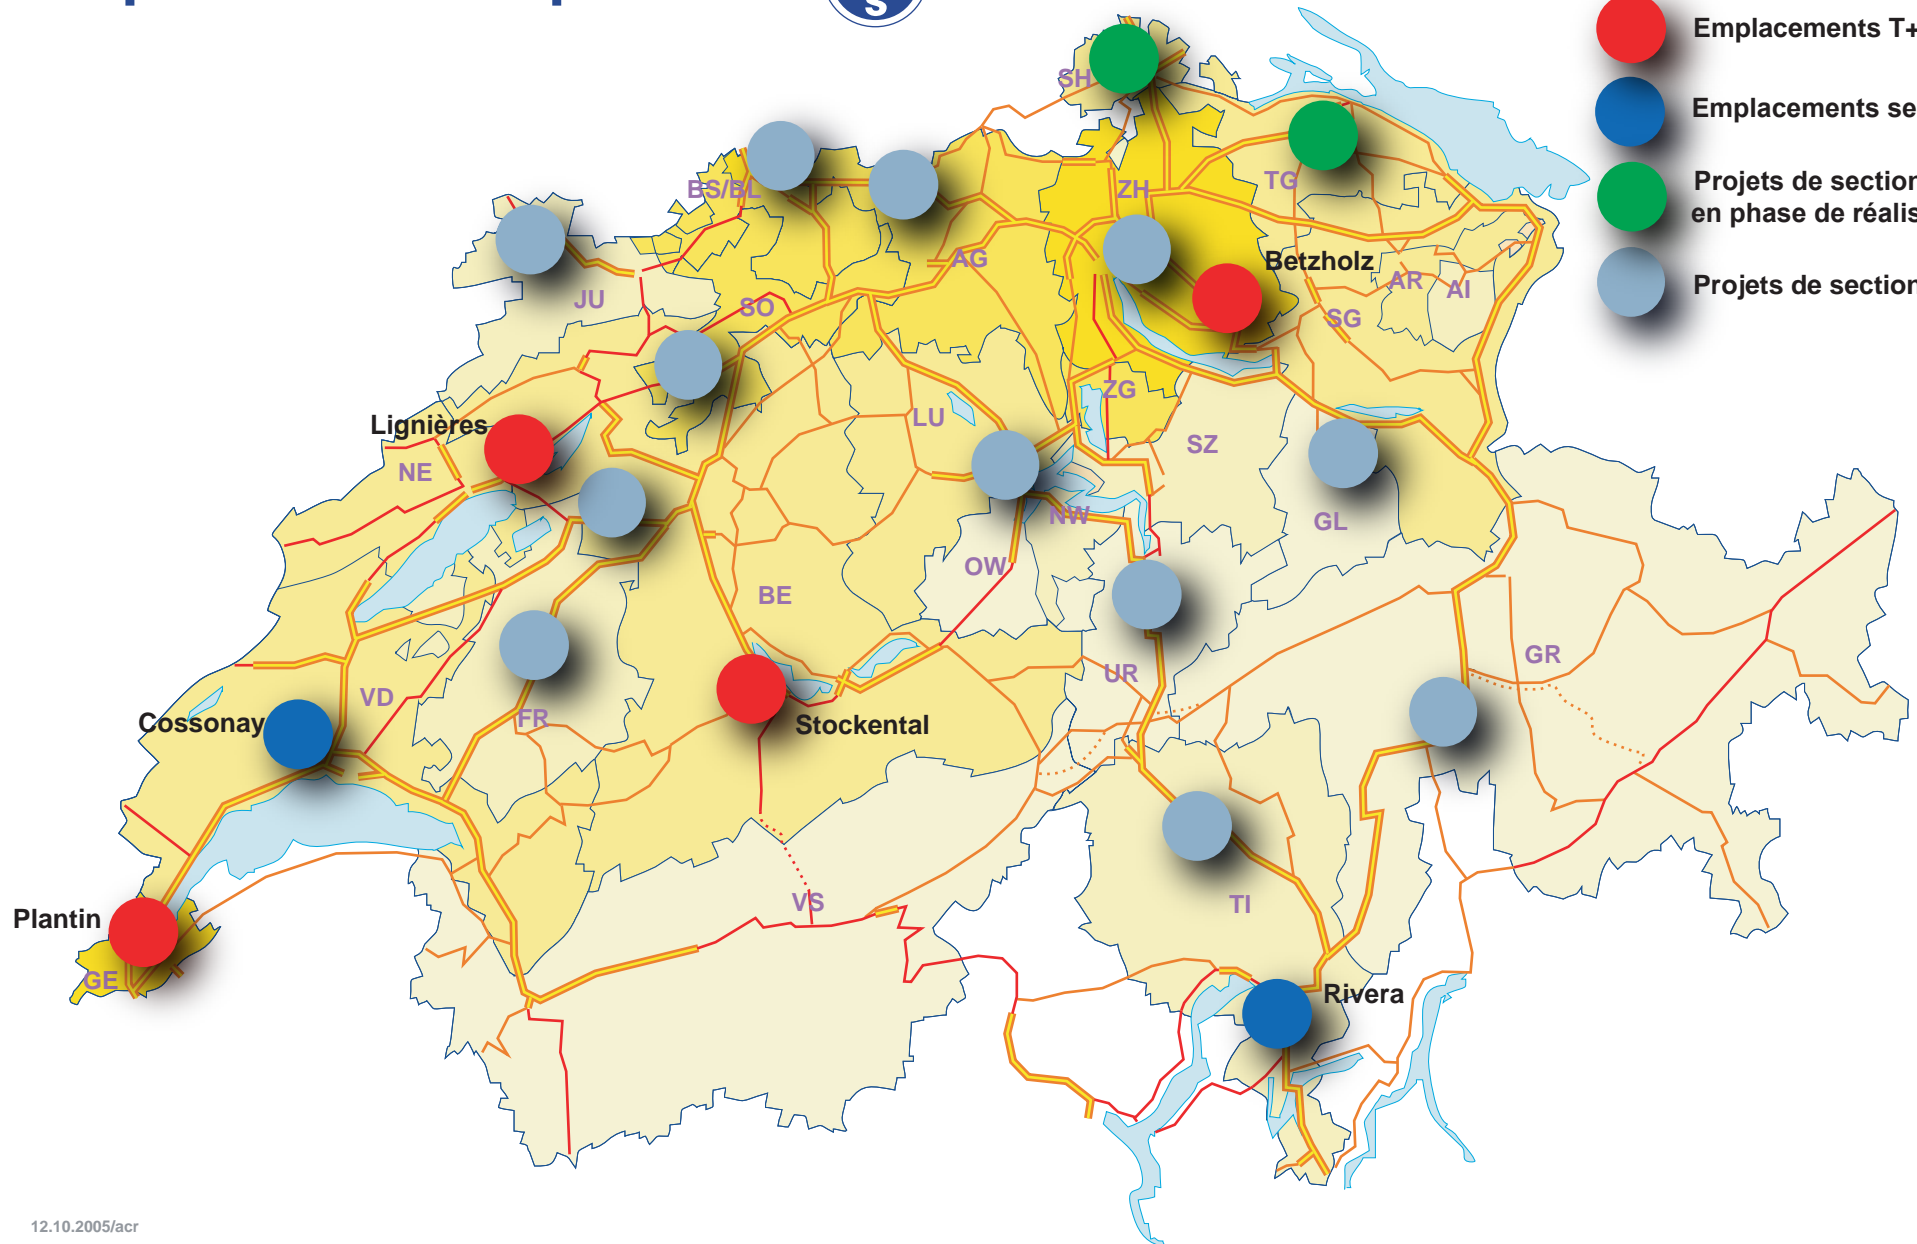 S
Emplacements T+
Emplacements se
Projets de section
en phase de réalis
Projets de section
SH
BS/BL
ZH
TG
Betzholz
AG
JU
SO
AR
AI
SG
ZG
Lignières
LU
SZ
NE
NW
GL
OW
BE
UR
GR
VD
Cossonay
FR
Stockental
VS
TI
Plantin
GE
Rivera
12.10.2005/acr